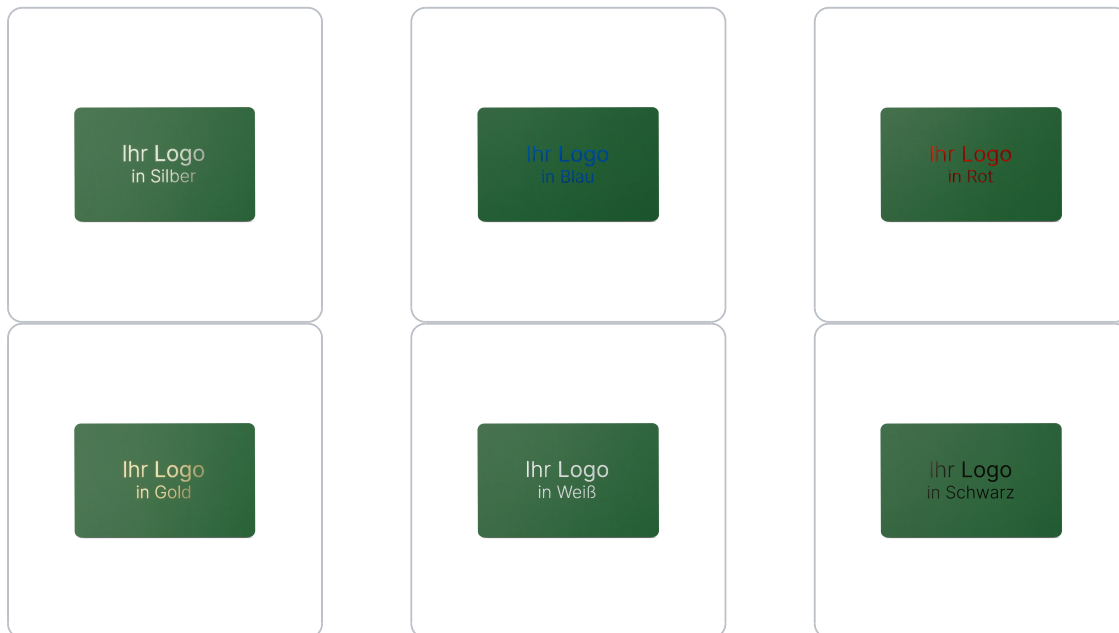 Ihr Logo
in Silber
Ihr Logo
in Blau
Ihr Logo
in Rot
Ihr Logo
in Gold
Ihr Logo
in Weiß
Ihr Logo
in Schwarz